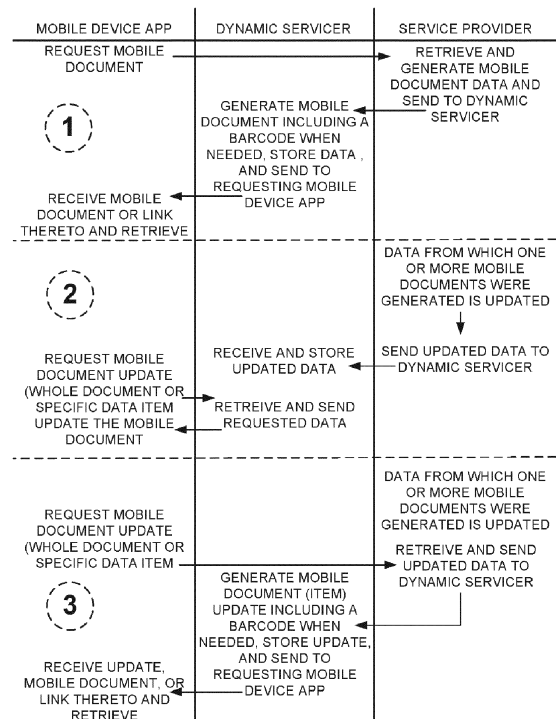 MOBILE DEVICE APP
DYNAMIC SERVICER
SERVICE PROVIDER
REQUEST MOBILE
DOCUMENT
RETRIEVE AND
GENERATE MOBILE
DOCUMENT DATA AND
SEND TO DYNAMIC
SERVICER
1
GENERATE MOBILE
DOCUMENT INCLUDING A
BARCODE WHEN
NEEDED, STORE DATA ,
AND SEND TO
REQUESTING MOBILE
DEVICE APP
RECEIVE MOBILE
DOCUMENT OR LINK
THERETO AND RETRIEVE
2
DATA FROM WHICH ONE
OR MORE MOBILE
DOCUMENTS WERE
GENERATED IS UPDATED
SEND UPDATED DATA TO
DYNAMIC SERVICER
RECEIVE AND STORE
UPDATED DATA
REQUEST MOBILE
DOCUMENT UPDATE
(WHOLE DOCUMENT OR
SPECIFIC DATA ITEM
RETREIVE AND SEND
REQUESTED DATA
UPDATE THE MOBILE
DOCUMENT
DATA FROM WHICH ONE
OR MORE MOBILE
DOCUMENTS WERE
GENERATED IS UPDATED
REQUEST MOBILE
DOCUMENT UPDATE
(WHOLE DOCUMENT OR
SPECIFIC DATA ITEM
RETREIVE AND SEND
UPDATED DATA TO
DYNAMIC SERVICER
3
GENERATE MOBILE
DOCUMENT (ITEM)
UPDATE INCLUDING A
BARCODE WHEN
NEEDED, STORE UPDATE,
AND SEND TO
REQUESTING MOBILE
DEVICE APP
RECEIVE UPDATE,
MOBILE DOCUMENT, OR
LINK THERETO AND
RETRIEVE